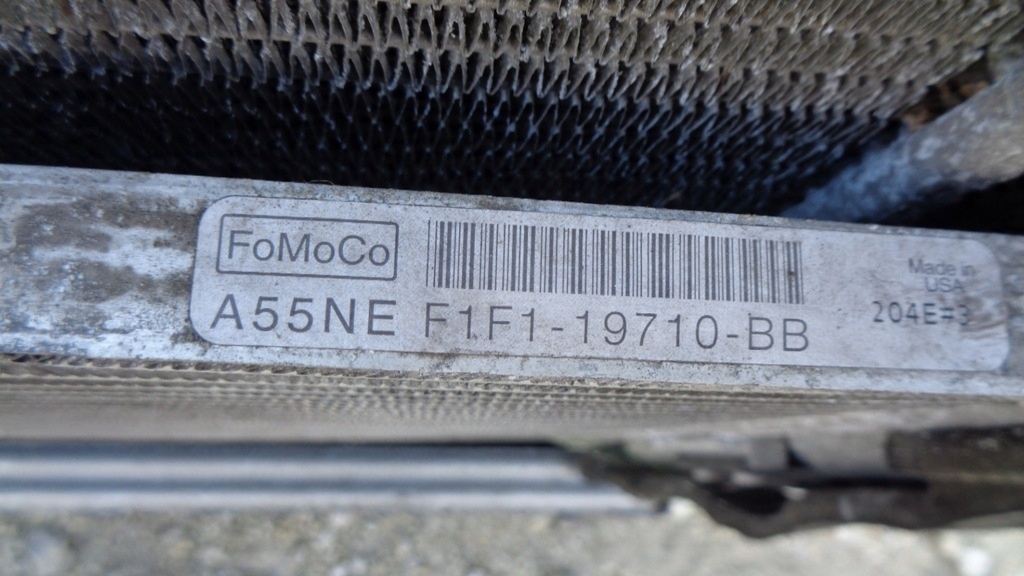 FoMoCo
A55NE F1F1-19710-BB
Made in
USA
204E=3